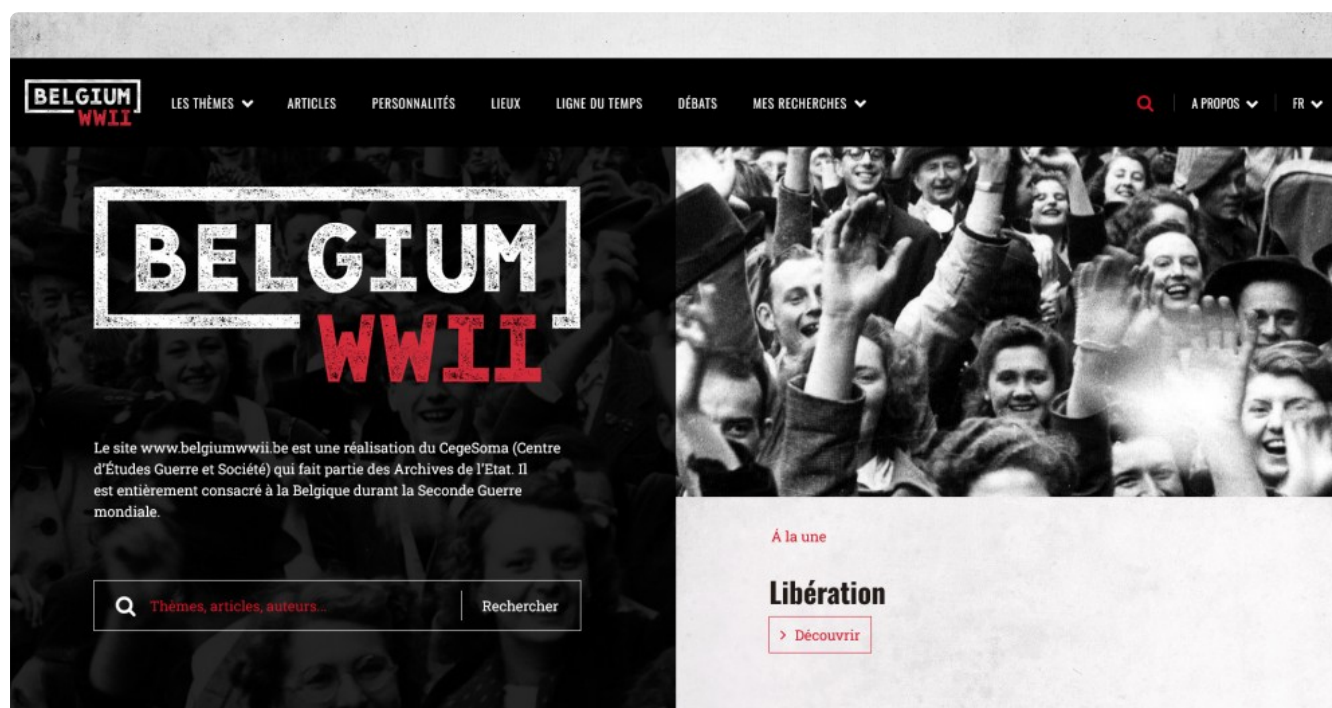 BELGIUM
WWII
LES THÈMES
ARTICLES
PERSONNALITÉS
LIEUX
LIGNE DU TEMPS
DÉBATS
MES RECHERCHES
A PROPOS
FR
BELGIUM
WWII
Le site www.belgiumwwii.be est une réalisation du CegeSoma (Centre
d'Études Guerre et Société) qui fait partie des Archives de l'Etat. Il
est entièrement consacré à la Belgique durant la Seconde Guerre
mondiale.
Thèmes, articles, auteurs...
Rechercher
Á la une
Libération
Découvrir